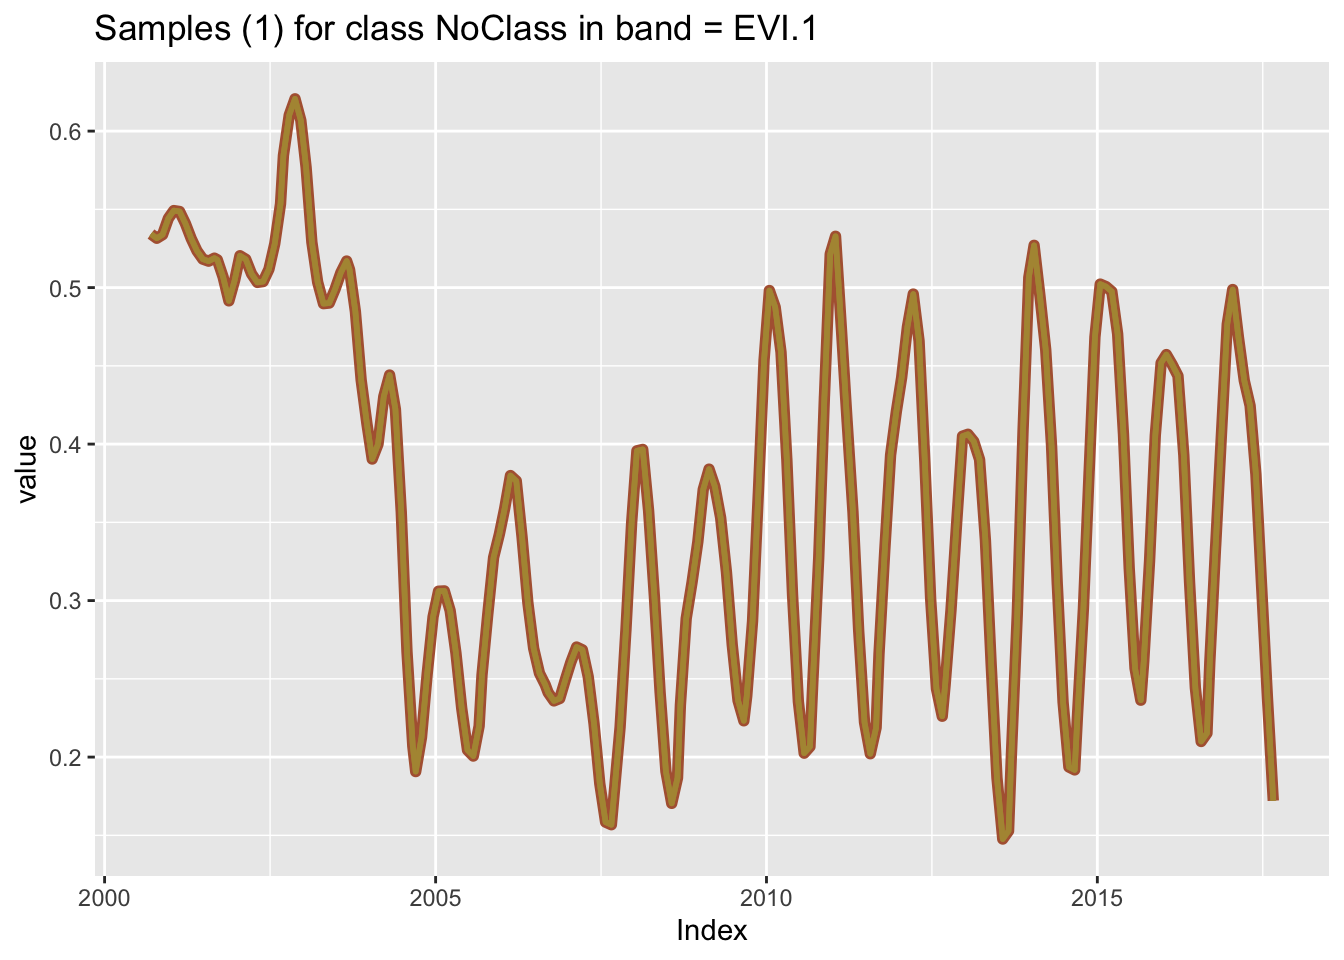 Samples (1) for class NoClass in band = EVI.1
0.6
0.5
0.4
0.3
0.2
value
2000 2005 2010 2015
Index